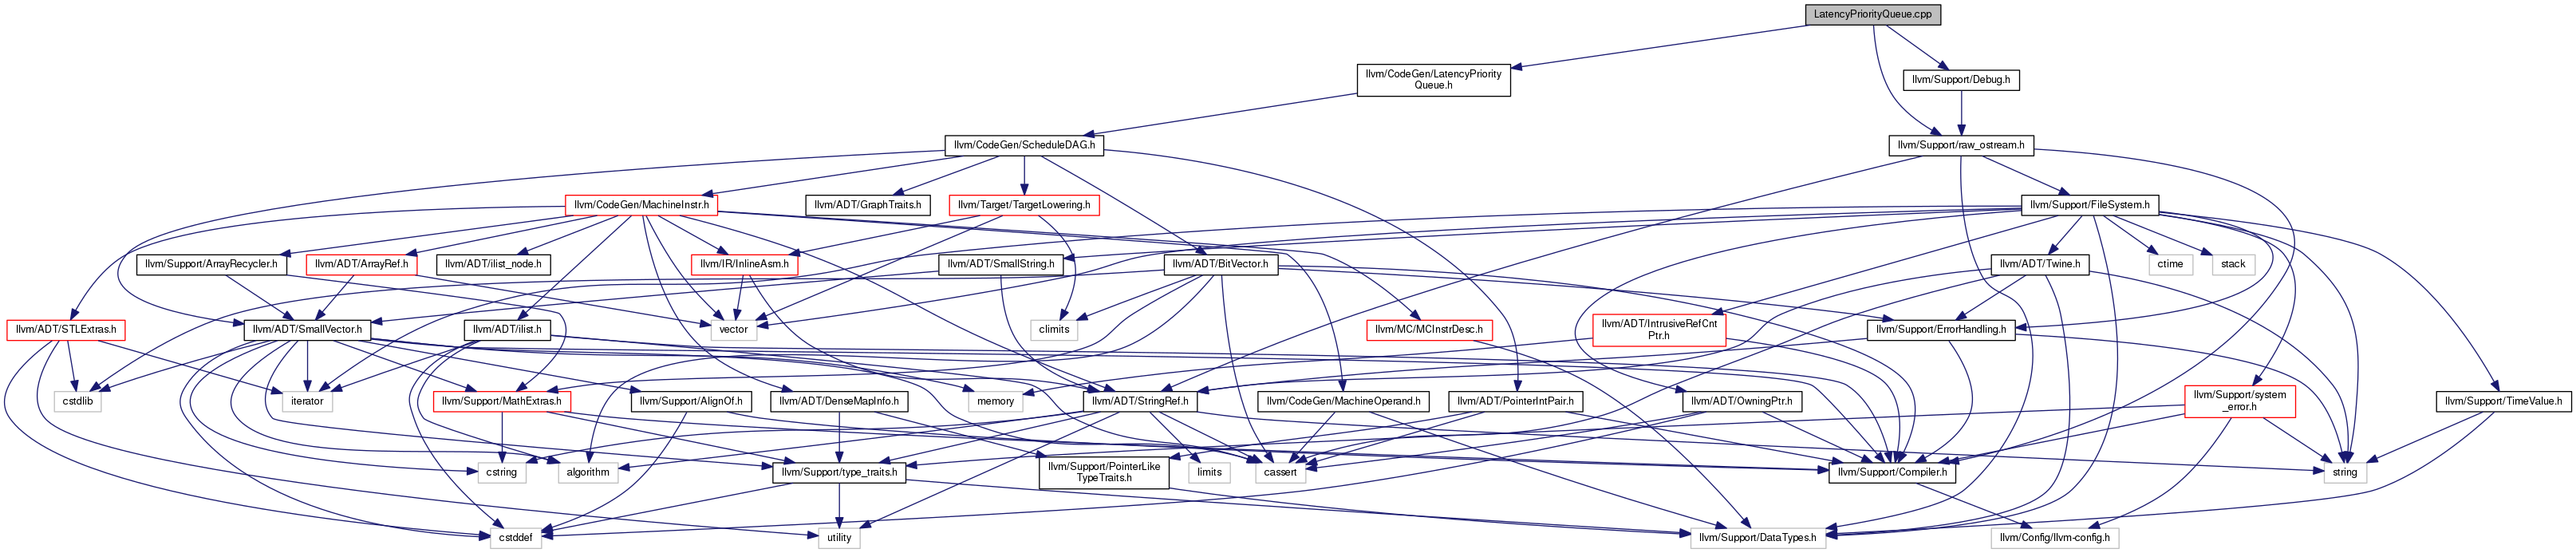 LatencyPriorityQueue.cpp
llvm/CodeGen/LatencyPriority
Queue.h
llvm/Support/Debug.h
llvm/CodeGen/ScheduleDAG.h
llvm/Support/raw_ostream.h
llvm/CodeGen/MachineInstr.h
llvm/ADT/GraphTraits.h
llvm/Target/TargetLowering.h
llvm/Support/FileSystem.h
llvm/Support/ArrayRecycler.h
llvm/ADT/ArrayRef.h
llvm/ADT/ilist_node.h
llvm/IR/InlineAsm.h
llvm/ADT/SmallString.h
llvm/ADT/BitVector.h
llvm/ADT/Twine.h
ctime
stack
llvm/ADT/STLExtras.h
llvm/ADT/SmallVector.h
llvm/ADT/ilist.h
vector
climits
llvm/MC/MCInstrDesc.h
llvm/ADT/IntrusiveRefCnt
Ptr.h
llvm/Support/ErrorHandling.h
cstdlib
iterator
llvm/Support/MathExtras.h
llvm/Support/AlignOf.h
llvm/ADT/DenseMapInfo.h
memory
llvm/ADT/StringRef.h
llvm/CodeGen/MachineOperand.h
llvm/ADT/PointerIntPair.h
llvm/ADT/OwningPtr.h
llvm/Support/system
_error.h
llvm/Support/TimeValue.h
cstring
algorithm
llvm/Support/type_traits.h
llvm/Support/PointerLike
TypeTraits.h
limits
cassert
llvm/Support/Compiler.h
string
cstddef
utility
llvm/Support/DataTypes.h
llvm/Config/llvm-config.h